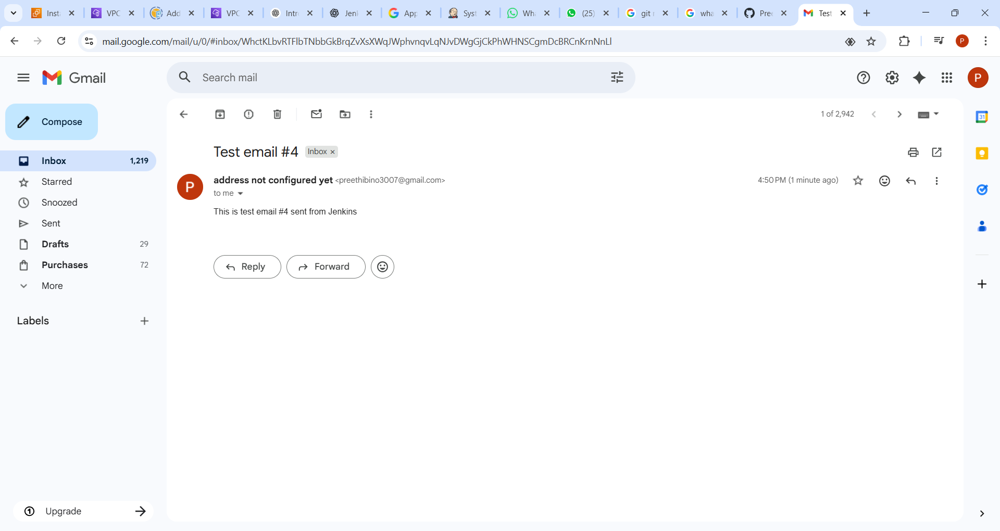 Inst
VPC
Add
VPC
Intr
Jenk
App
Syst
Wha
(25)
git r
wha
Pree
Test
mail.google.com/mail/u/0/#inbox/WhctKLbvRTFlbTNbbGkBrqZvXsXWqJWphvnqvLqNJvDWgGjCkPhWHNSCgmDcBRCnKrnNnLl
P
Gmail
Search mail
P
Compose
1 of 2,942
31
Test email #4
Inbox ×
Inbox 1,219
P
address not configured yet <preethibino3007@gmail.com>
4:50 PM (1 minute ago)
to me
Starred
Snoozed
This is test email #4 sent from Jenkins
Sent
Drafts 29
Purchases 72
Reply
Forward
More
Labels
Upgrade